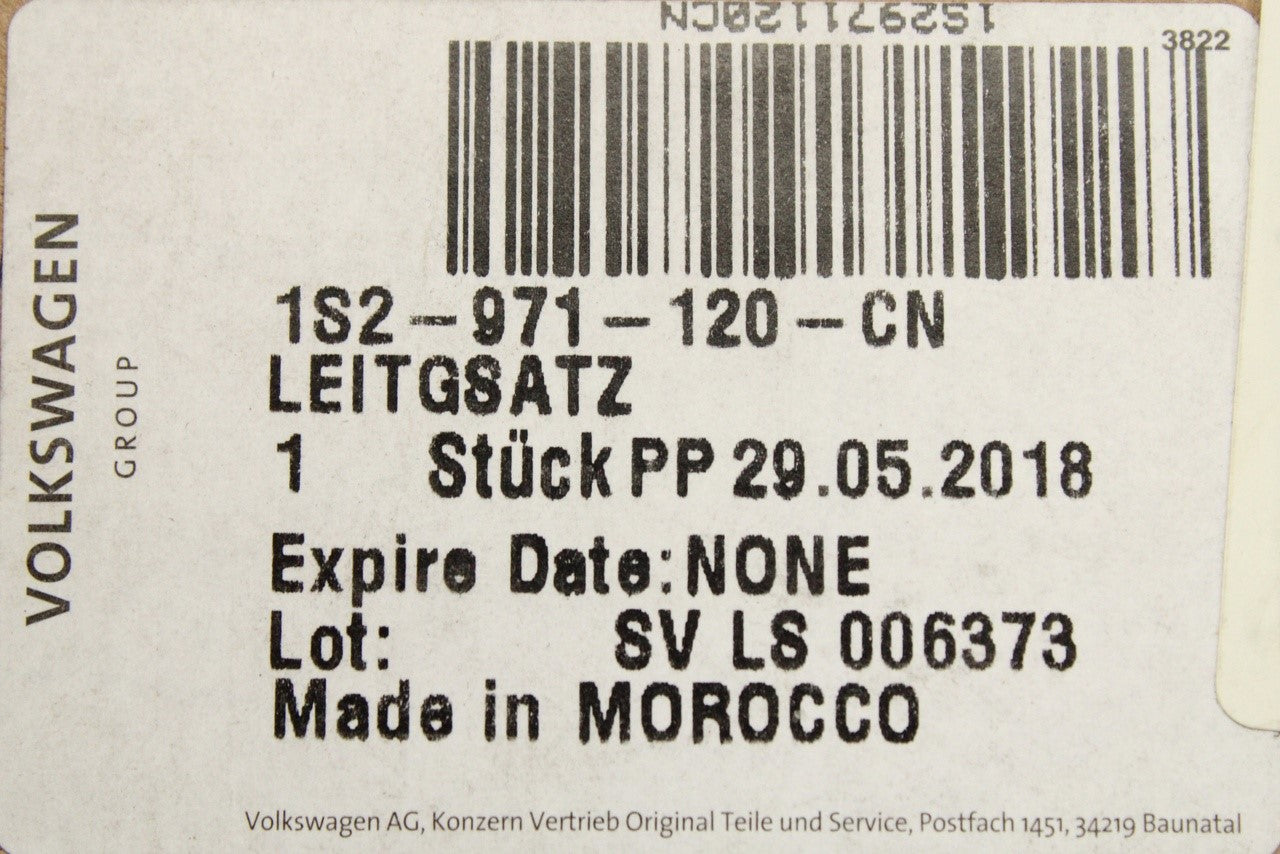 1S2971120CN
3822
VOLKSWAGEN
GROUP
1S2-971-120-CN
LEITGSATZ
1 Stück PP 29.05.2018
Expire Date:NONE
Lot: SV LS 006373
Made in MOROCCO
Volkswagen AG, Konzern Vertrieb Original Teile und Service, Postfach 1451, 34219 Baunatal